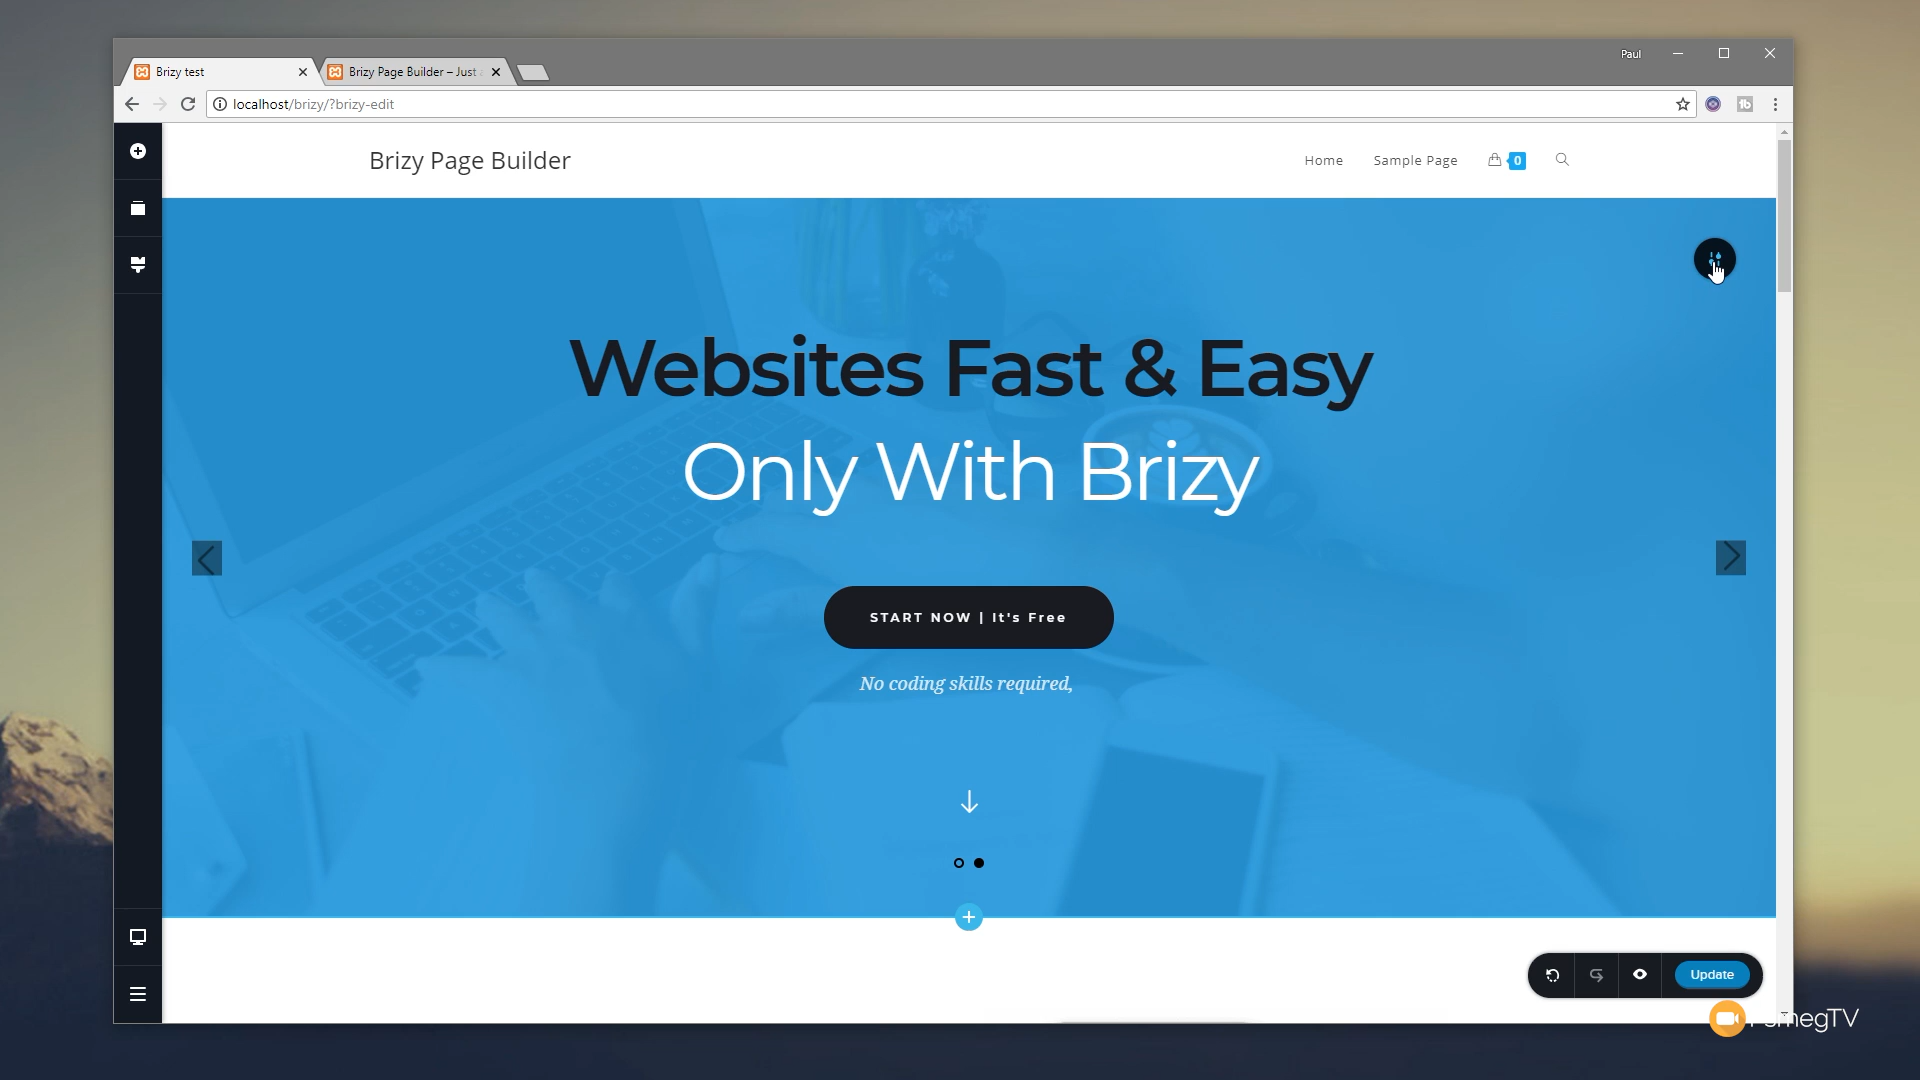 Paul
Brizy test
Brizy Page Builder – Just
localhost/brizy/?brizy-edit
Brizy Page Builder
Home
Sample Page
0
Websites Fast & Easy
Only With Brizy
START NOW | It's Free
No coding skills required,
Update